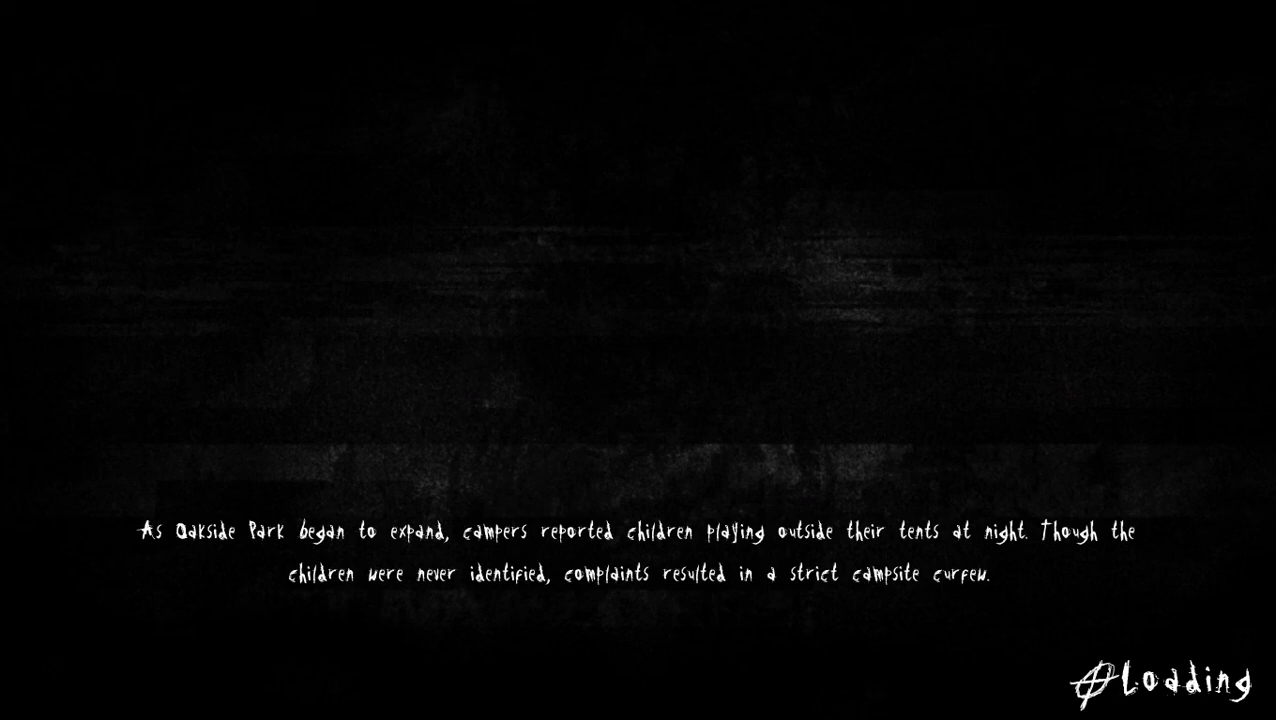 As Oakside Park began to expand, campers reported children playing outside their tents at night. Though the
children were never identified, complaints resulted in a strict campsite curfew.
Loading